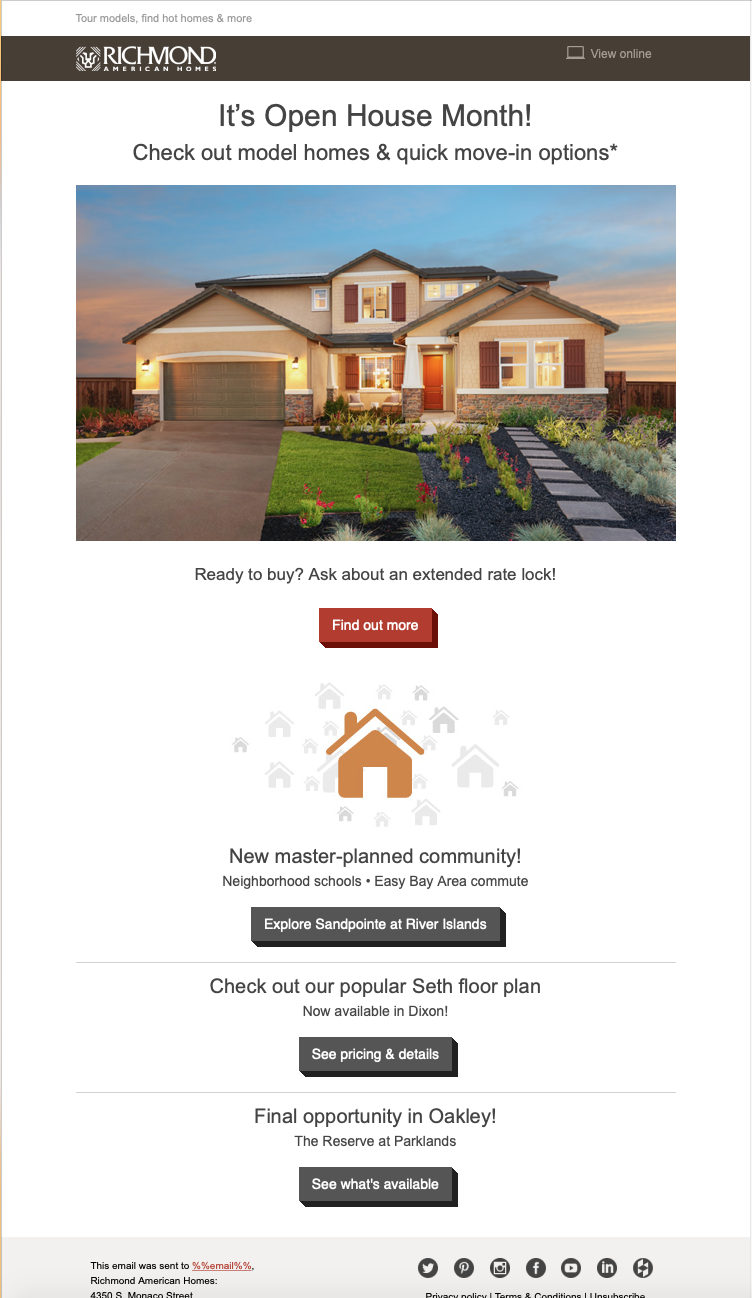 Tour models, find hot homes & more
RICHMOND
AMERICAN HOMES
View online
It’s Open House Month!
Check out model homes & quick move-in options*
Ready to buy? Ask about an extended rate lock!
Find out more
New master-planned community!
Neighborhood schools • Easy Bay Area commute
Explore Sandpointe at River Islands
Check out our popular Seth floor plan
Now available in Dixon!
See pricing & details
Final opportunity in Oakley!
The Reserve at Parklands
See what's available
This email was sent to %%email%%,
Richmond American Homes:
4350 S. Monaco Street
Privacy policy | Terms & Conditions | Unsubscribe